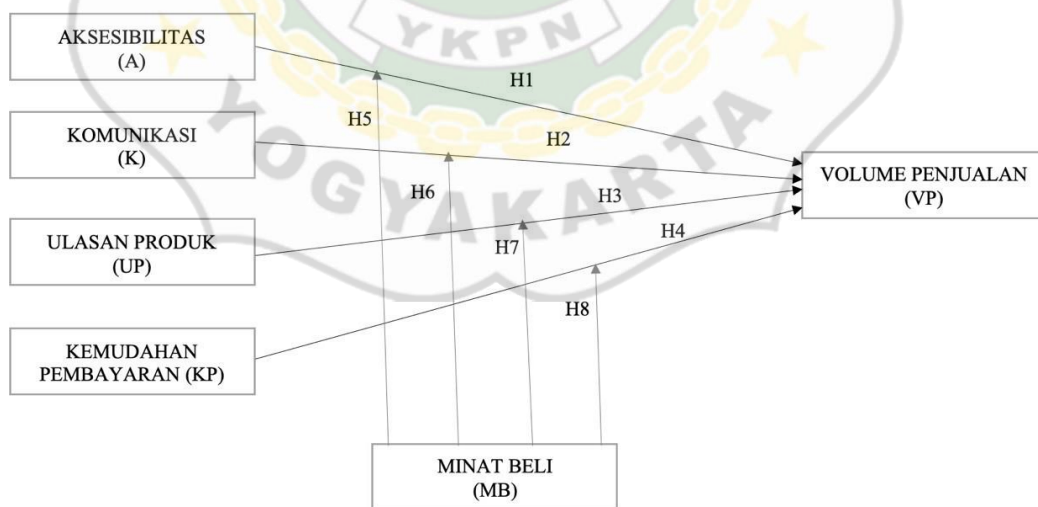 YKPN
YOGYAKARTA
AKSESIBILITAS
(A)
H1
H5
KOMUNIKASI
(K)
H2
H6
VOLUME PENJUALAN
(VP)
H3
ULASAN PRODUK
(UP)
H7
H4
H8
KEMUDAHAN
PEMBAYARAN (KP)
MINAT BELI
(MB)